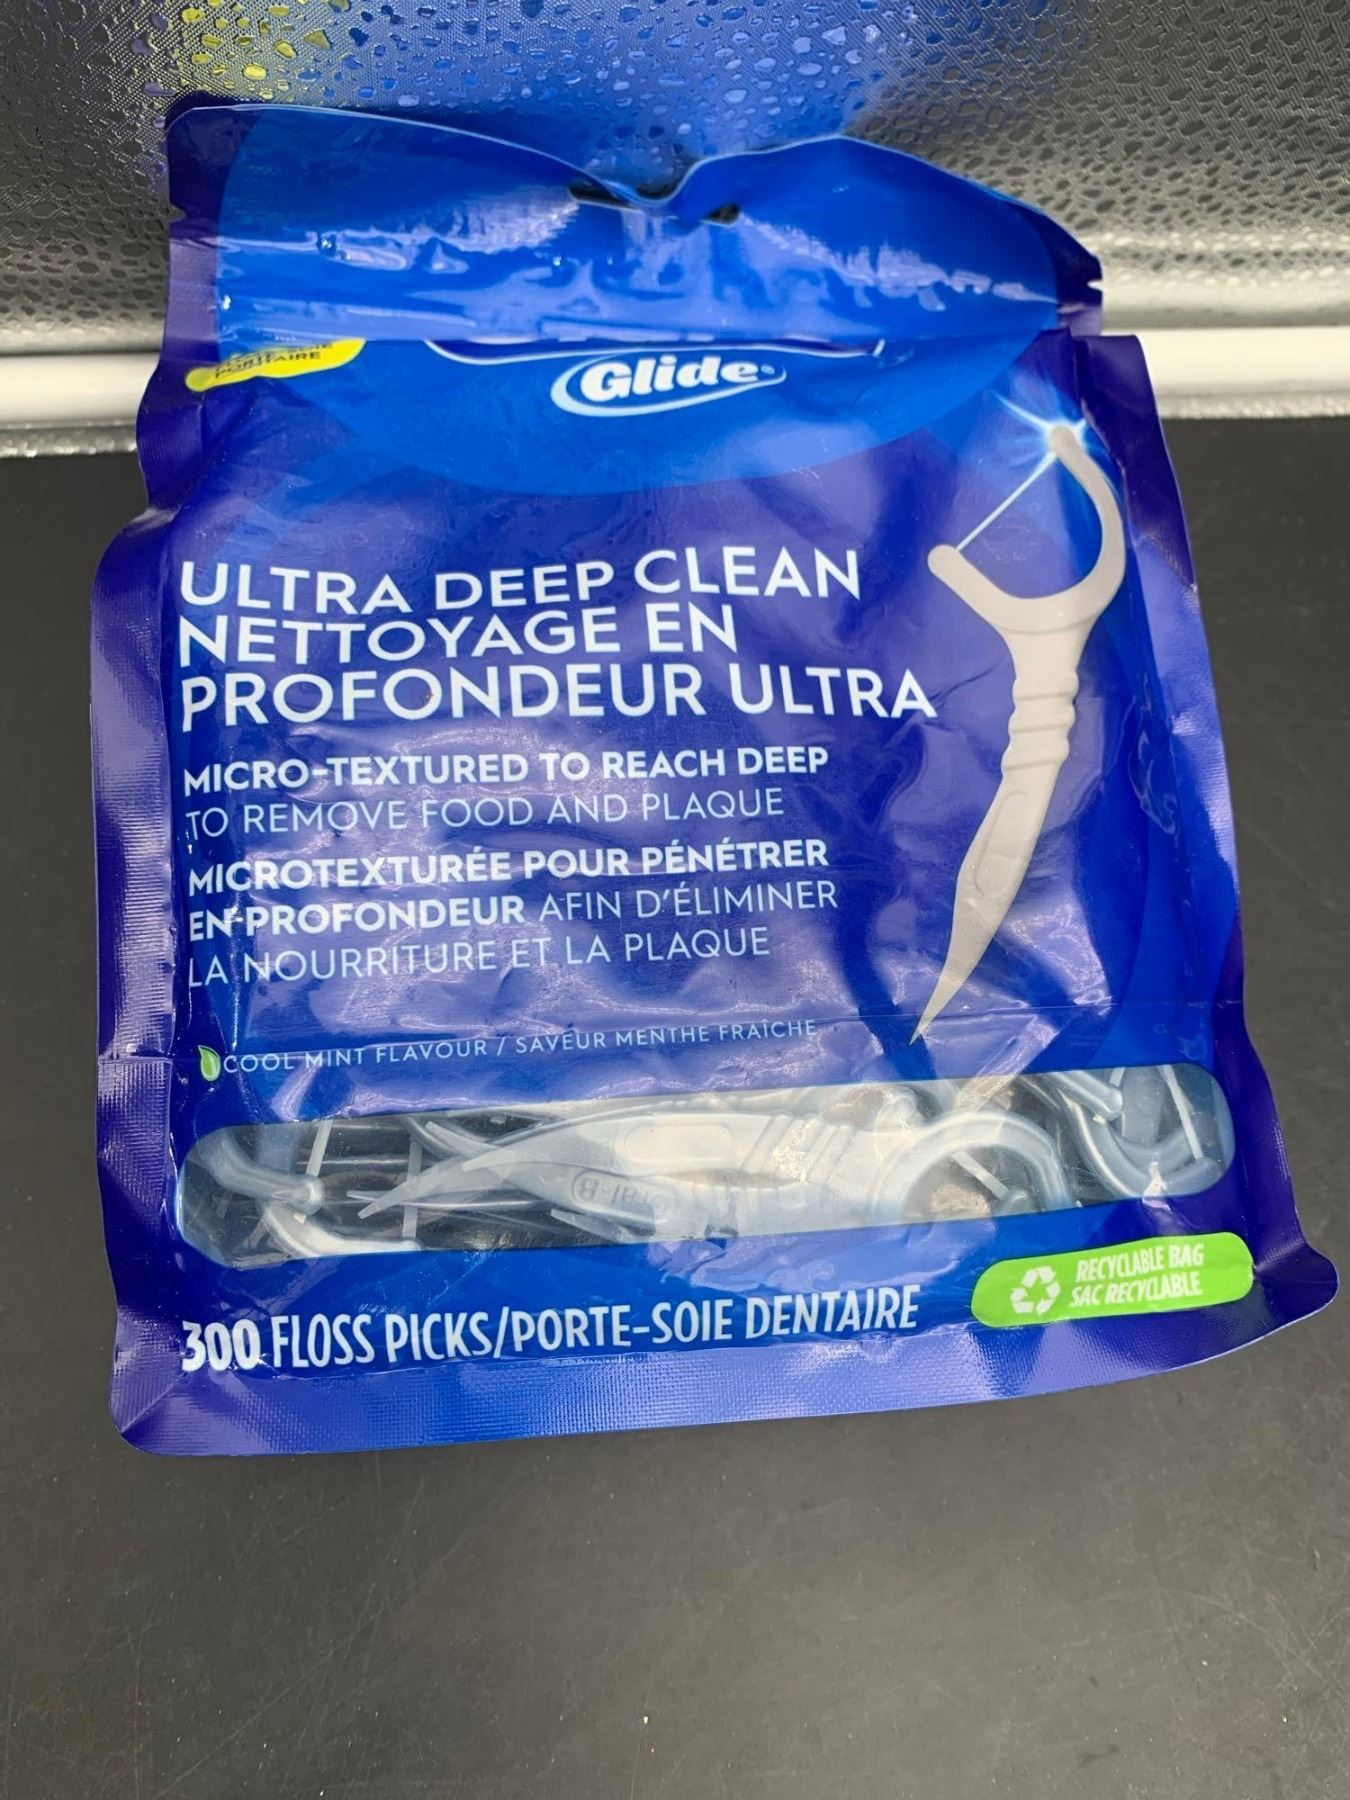 PORTAIRE
Glide
ULTRA DEEP CLEAN
NETTOYAGE EN
PROFONDEUR ULTRA
MICRO-TEXTURED TO REACH DEEP
TO REMOVE FOOD AND PLAQUE
MICROTEXTURÉE POUR PÉNÉTRER
EN PROFONDEUR AFIN D'ÉLIMINER
LA NOURRITURE ET LA PLAQUE
COOL MINT FLAVOUR / SAVEUR MENTHE FRAÎCHE
Oral-B
300 FLOSS PICKS/PORTE-SOIE DENTAIRE
RECYCLABLE BAG
SAC RECYCLABLE